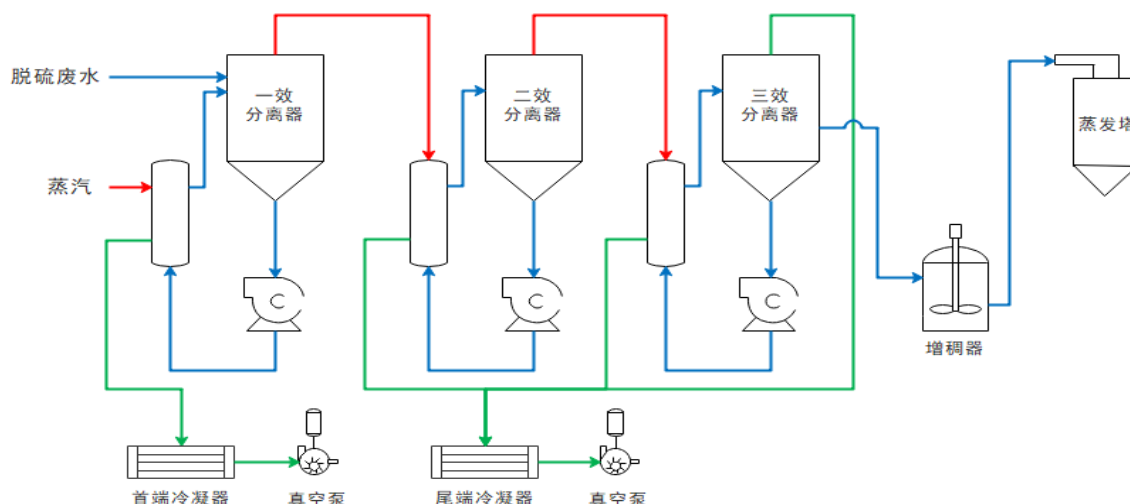 脱硫废水
一效
分离器
二效
分离器
三效
分离器
蒸发塔
蒸汽
C
C
C
增稠器
首端冷凝器
真空泵
尾端冷凝器
真空泵